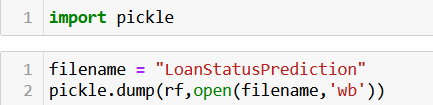 1 import pickle
1 filename = "LoanStatusPrediction"
2 pickle.dump(rf,open(filename,'wb'))